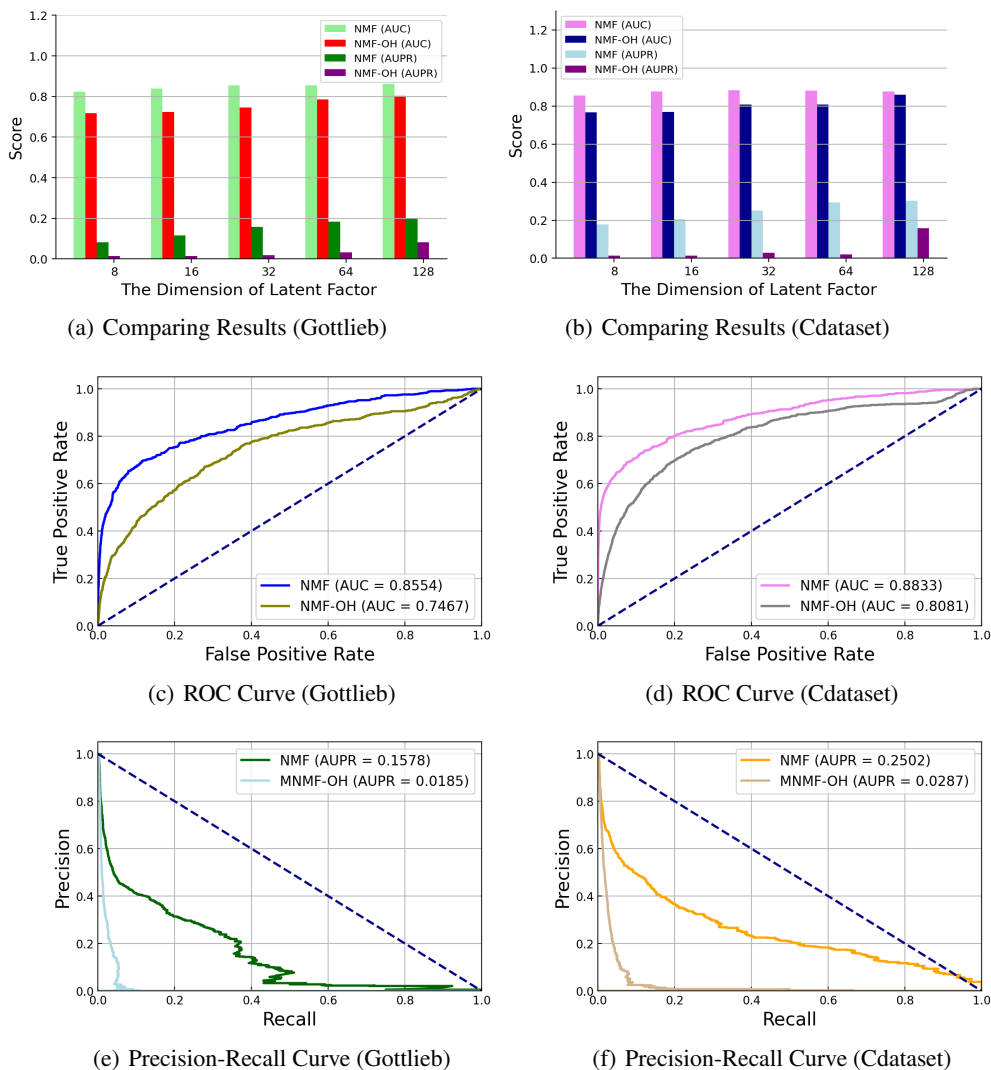 1.2
1.0
0.8
0.6
0.4
0.2
0.0
Score
NMF (AUC)
NMF-OH (AUC)
NMF (AUPR)
NMF-OH (AUPR)
8 16 32 64 128
The Dimension of Latent Factor
(a) Comparing Results (Gottlieb)
1.0
0.8
0.6
0.4
0.2
0.0
Score
NMF (AUC)
NMF-OH (AUC)
NMF (AUPR)
NMF-OH (AUPR)
8 16 32 64 128
The Dimension of Latent Factor
(b) Comparing Results (Cdataset)
1.0
0.8
0.6
0.4
0.2
0.0
True Positive Rate
NMF (AUC = 0.8554)
NMF-OH (AUC = 0.7467)
0.0 0.2 0.4 0.6 0.8 1.0
False Positive Rate
(c) ROC Curve (Gottlieb)
1.0
0.8
0.6
0.4
0.2
0.0
True Positive Rate
NMF (AUC = 0.8833)
NMF-OH (AUC = 0.8081)
0.0 0.2 0.4 0.6 0.8 1.0
False Positive Rate
(d) ROC Curve (Cdataset)
1.0
0.8
0.6
0.4
0.2
0.0
Precision
NMF (AUPR = 0.1578)
MNMF-OH (AUPR = 0.0185)
0.0 0.2 0.4 0.6 0.8 1.0
Recall
(e) Precision-Recall Curve (Gottlieb)
1.0
0.8
0.6
0.4
0.2
0.0
Precision
NMF (AUPR = 0.2502)
MNMF-OH (AUPR = 0.0287)
0.0 0.2 0.4 0.6 0.8 1.0
Recall
(f) Precision-Recall Curve (Cdataset)